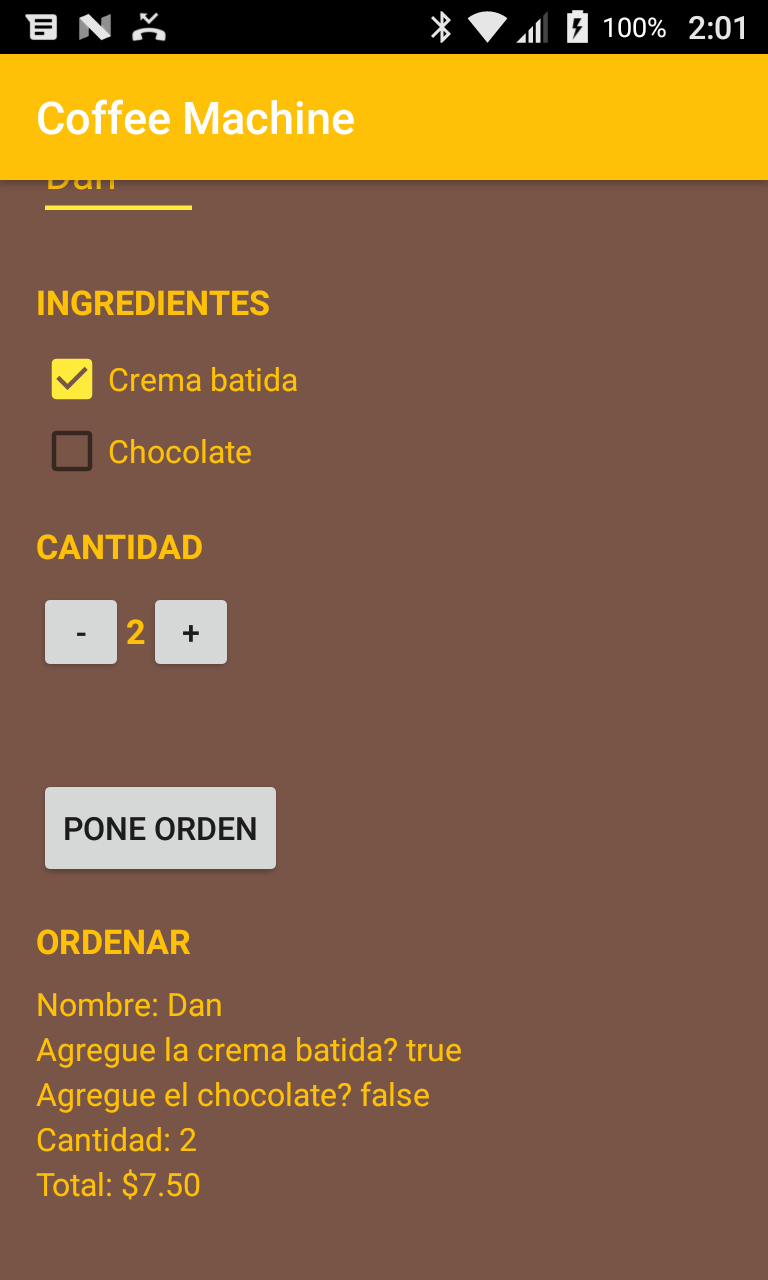 100% 2:01
Coffee Machine
Dan
INGREDIENTES
Crema batida
Chocolate
CANTIDAD
- 2 +
PONE ORDEN
ORDENAR
Nombre: Dan
Agregue la crema batida? true
Agregue el chocolate? false
Cantidad: 2
Total: $7.50